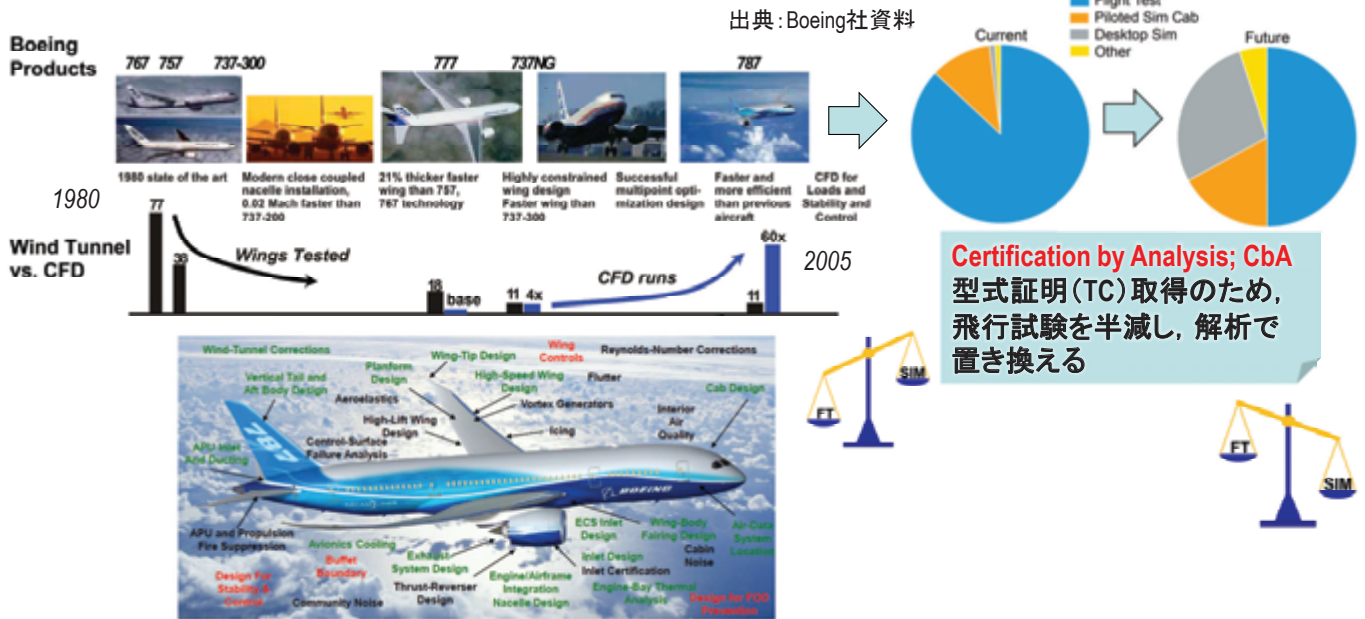 出典：Boeing社資料
Flight Test
Piloted Sim Cab
Desktop Sim
Other
Current
Future
Boeing
Products
767 757
737-300
777
737NG
787
1980 state of the art
Modern close coupled
nacelle installation,
0.02 Mach faster than
737-200
21% thicker faster
wing than 757,
767 technology
Highly constrained
wing design
Faster wing than
737-300
Successful
multipoint opti-
mization design
Faster and
more efficient
than previous
aircraft
CFD for
Loads and
Stability and
Control
1980
77
38
Wings Tested
Wind Tunnel
vs. CFD
18
base
11
4x
CFD runs
11
60x
2005
Certification by Analysis; CbA
型式証明（TC）取得のため，
飛行試験を半減し，解析で
置き換える
FT
SIM
FT
SIM
Wind-Tunnel Corrections
Wing-Tip Design
Wing
Controls
Reynolds-Number Corrections
Vertical Tail and
Aft Body Design
Planform
Design
High-Speed Wing
Design
Flutter
Cab Design
Aeroelastics
Vortex Generators
High-Lift Wing
Design
Icing
Interior
Air
Quality
Control-Surface
Failure Analysis
APU Inlet
And Ducting
787
BOEING
APU and Propulsion
Fire Suppression
Avionics Cooling
Buffet
Boundary
Design For
Stability &
Control
Community Noise
Exhaust-
System Design
Thrust-Reverser
Design
Engine/Airframe
Integration
Nacelle Design
ECS Inlet
Design
Inlet Design
Inlet Certification
Wing-Body
Fairing Design
Engine-Bay Thermal
Analysis
Cabin
Noise
Air-Data
System
Location
Design for FOD
Prevention